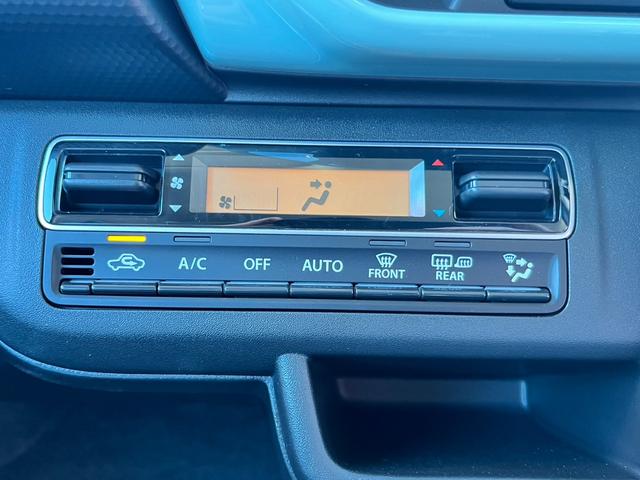 A/C OFF AUTO FRONT REAR